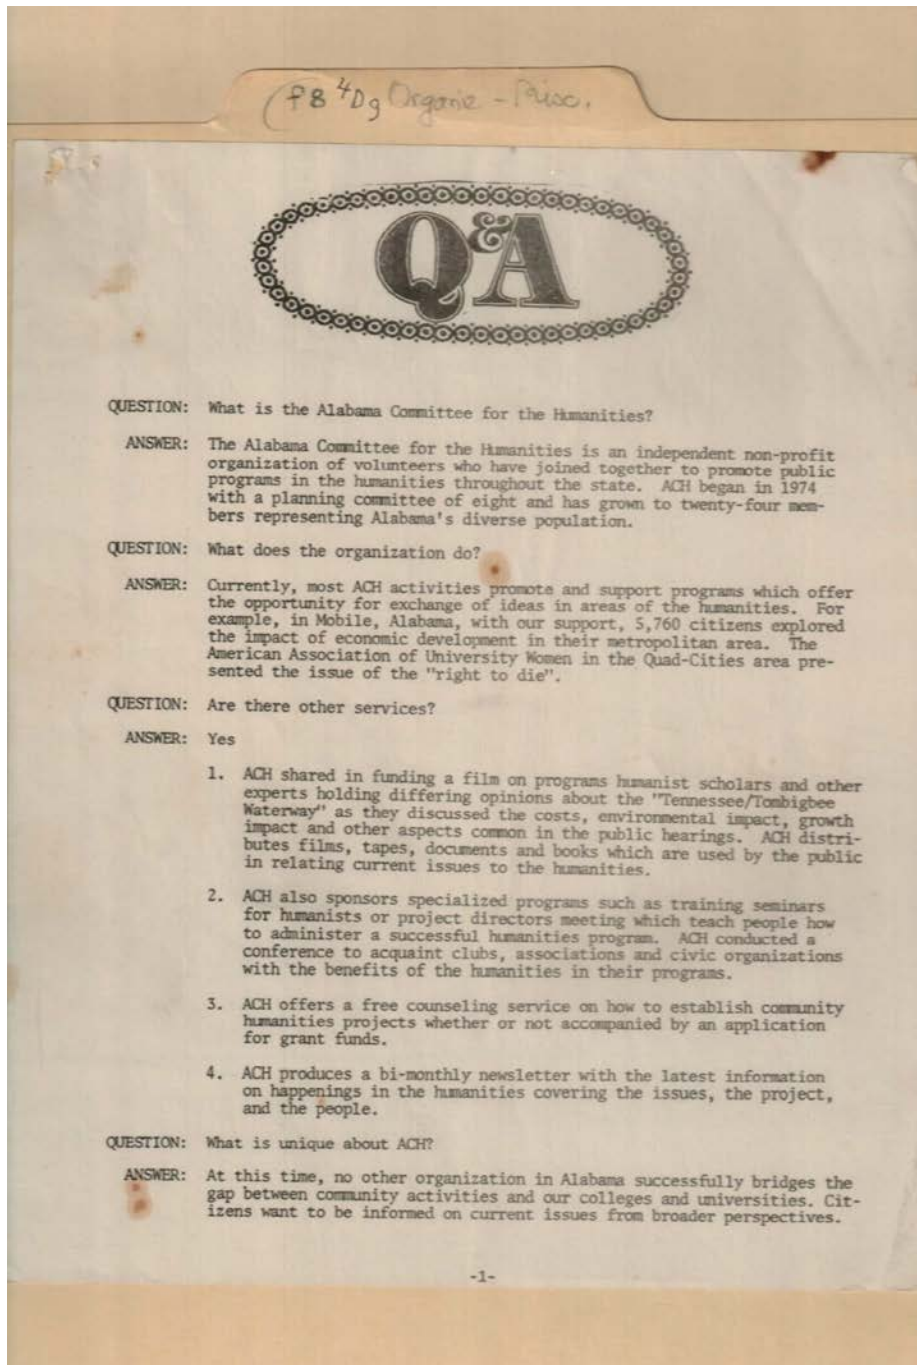 f8 4Dg Organiz - Misc.
Q&A
QUESTION: What is the Alabama Committee for the Humanities?
ANSWER: The Alabama Committee for the Humanities is an independent non-profit
organization of volunteers who have joined together to promote public
programs in the humanities throughout the state. ACH began in 1974
with a planning committee of eight and has grown to twenty-four mem-
bers representing Alabama's diverse population.
QUESTION: What does the organization do?
ANSWER: Currently, most ACH activities promote and support programs which offer
the opportunity for exchange of ideas in areas of the humanities. For
example, in Mobile, Alabama, with our support, 5,760 citizens explored
the impact of economic development in their metropolitan area. The
American Association of University Women in the Quad-Cities area pre-
sented the issue of the "right to die".
QUESTION: Are there other services?
ANSWER: Yes
1. ACH shared in funding a film on programs humanist scholars and other
experts holding differing opinions about the "Tennessee/Tombigbee
Waterway" as they discussed the costs, environmental impact, growth
impact and other aspects common in the public hearings. ACH distri-
butes films, tapes, documents and books which are used by the public
in relating current issues to the humanities.
2. ACH also sponsors specialized programs such as training seminars
for humanists or project directors meeting which teach people how
to administer a successful humanities program. ACH conducted a
conference to acquaint clubs, associations and civic organizations
with the benefits of the humanities in their programs.
3. ACH offers a free counseling service on how to establish community
humanities projects whether or not accompanied by an application
for grant funds.
4. ACH produces a bi-monthly newsletter with the latest information
on happenings in the humanities covering the issues, the project,
and the people.
QUESTION: What is unique about ACH?
ANSWER: At this time, no other organization in Alabama successfully bridges the
gap between community activities and our colleges and universities. Cit-
izens want to be informed on current issues from broader perspectives.
-1-